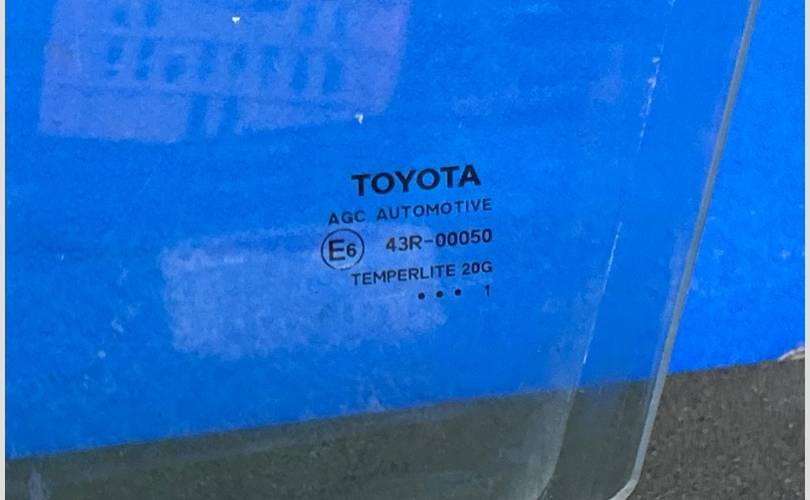 TOYOTA
AGC AUTOMOTIVE
E6 43R-00050
TEMPERLITE 20G
• • • 1